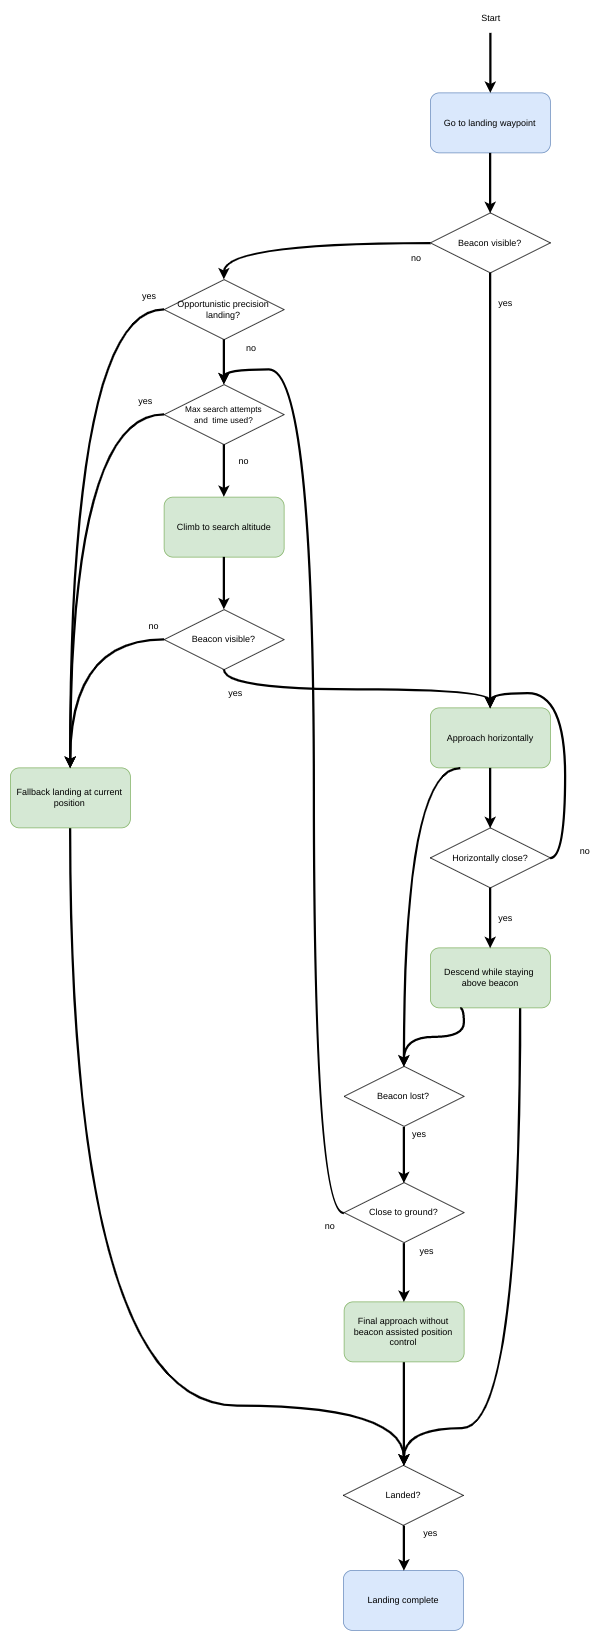 Start
Go to landing waypoint
Beacon visible?
no
yes
Opportunistic precision
landing?
yes
no
Max search attempts
and  time used?
yes
no
Climb to search altitude
Beacon visible?
no
yes
Approach horizontally
Fallback landing at current
position
Horizontally close?
no
yes
Descend while staying
above beacon
Beacon lost?
yes
Close to ground?
no
yes
Final approach without
beacon assisted position
control
Landed?
yes
Landing complete